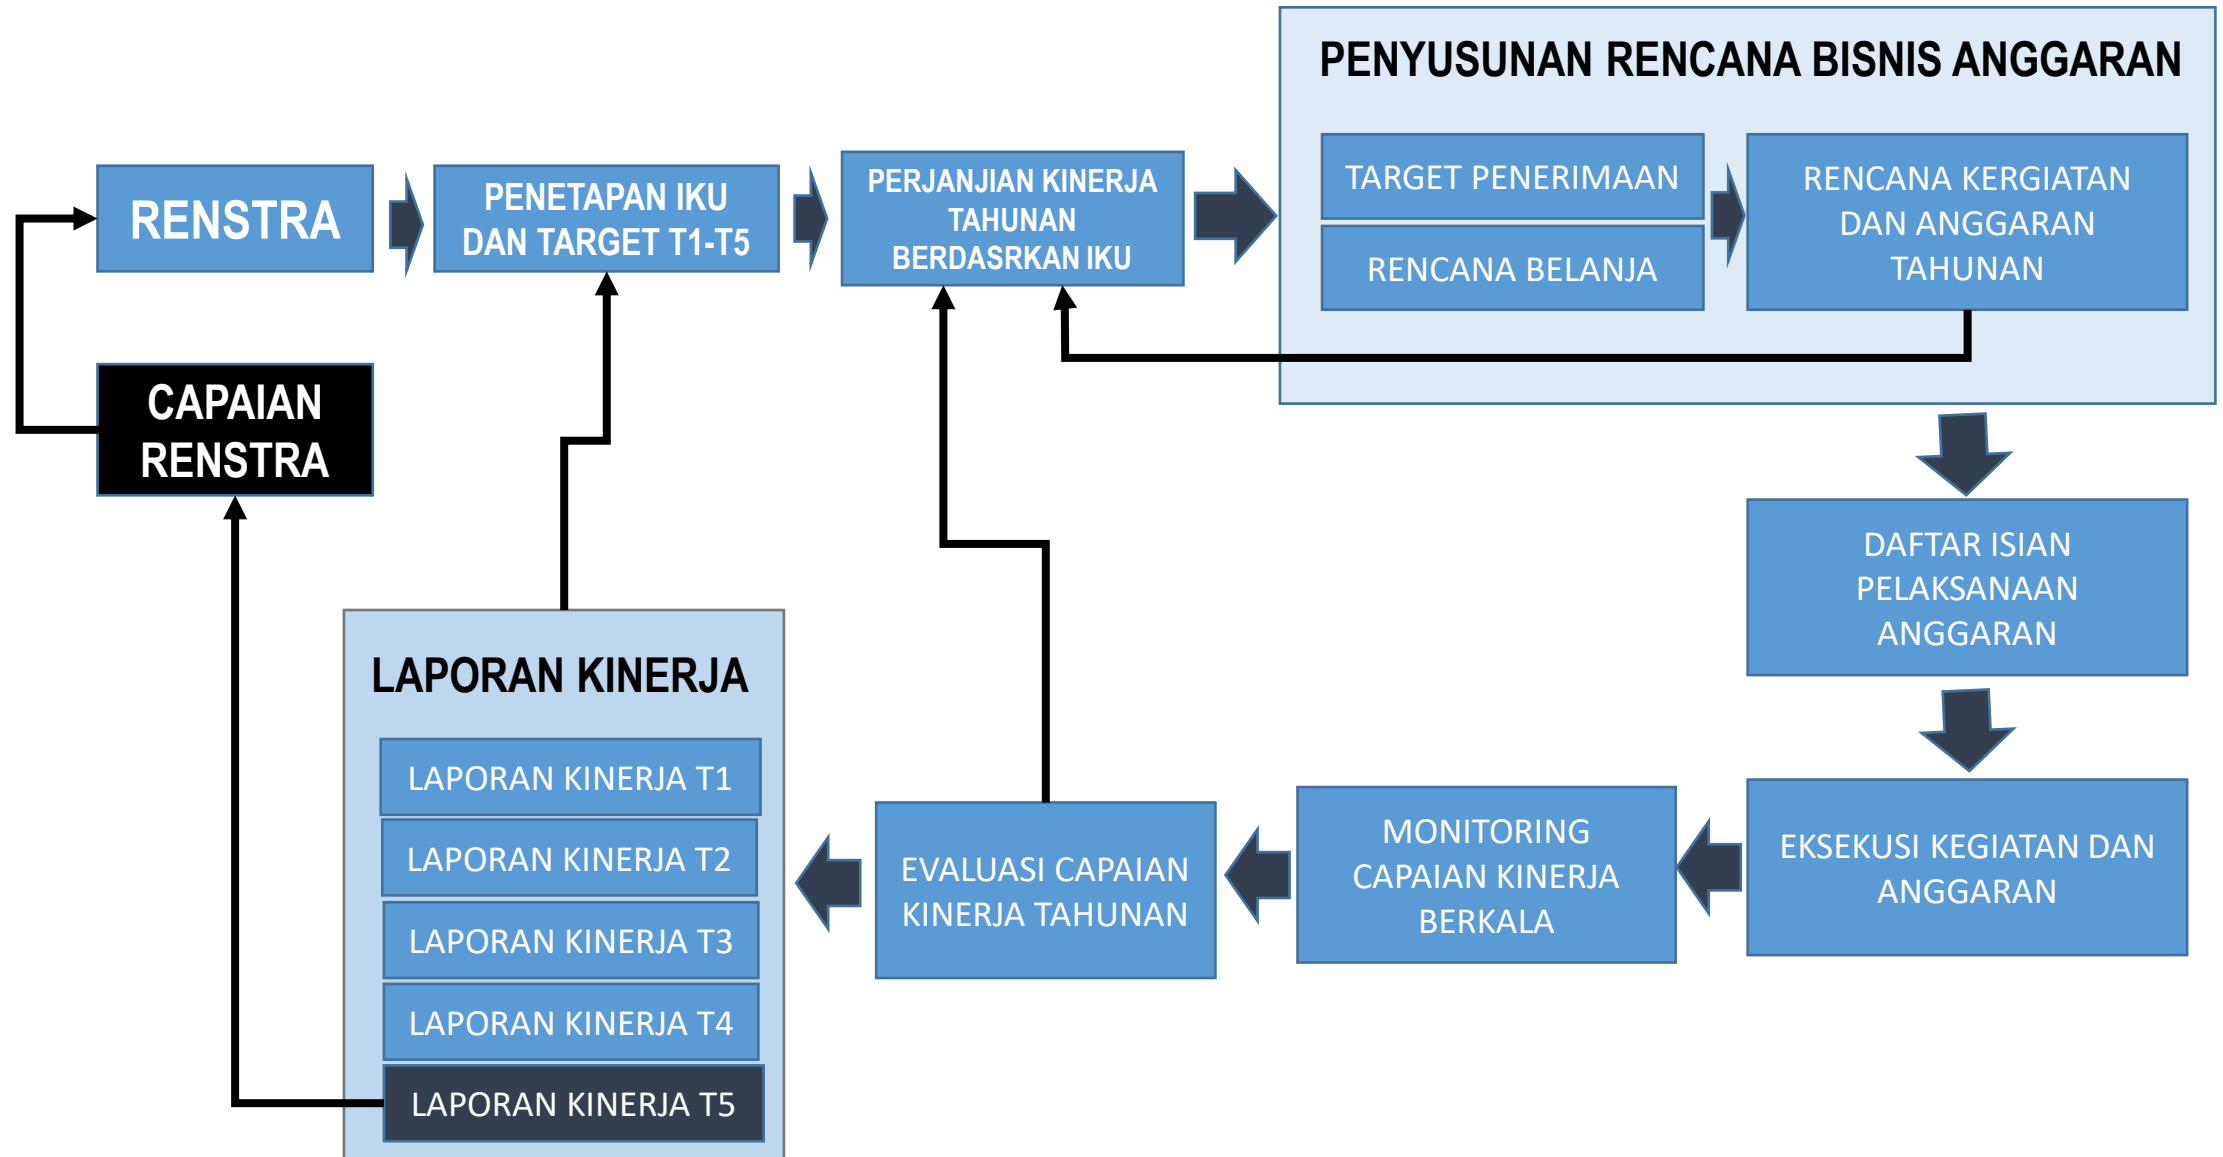 PENYUSUNAN RENCANA BISNIS ANGGARAN
RENSTRA
PENETAPAN IKU
DAN TARGET T1-T5
PERJANJIAN KINERJA
TAHUNAN
BERDASRKAN IKU
TARGET PENERIMAAN
RENCANA BELANJA
RENCANA KERGIATAN
DAN ANGGARAN
TAHUNAN
CAPAIAN
RENSTRA
DAFTAR ISIAN
PELAKSANAAN
ANGGARAN
EKSEKUSI KEGIATAN DAN
ANGGARAN
MONITORING
CAPAIAN KINERJA
BERKALA
EVALUASI CAPAIAN
KINERJA TAHUNAN
LAPORAN KINERJA
LAPORAN KINERJA T1
LAPORAN KINERJA T2
LAPORAN KINERJA T3
LAPORAN KINERJA T4
LAPORAN KINERJA T5